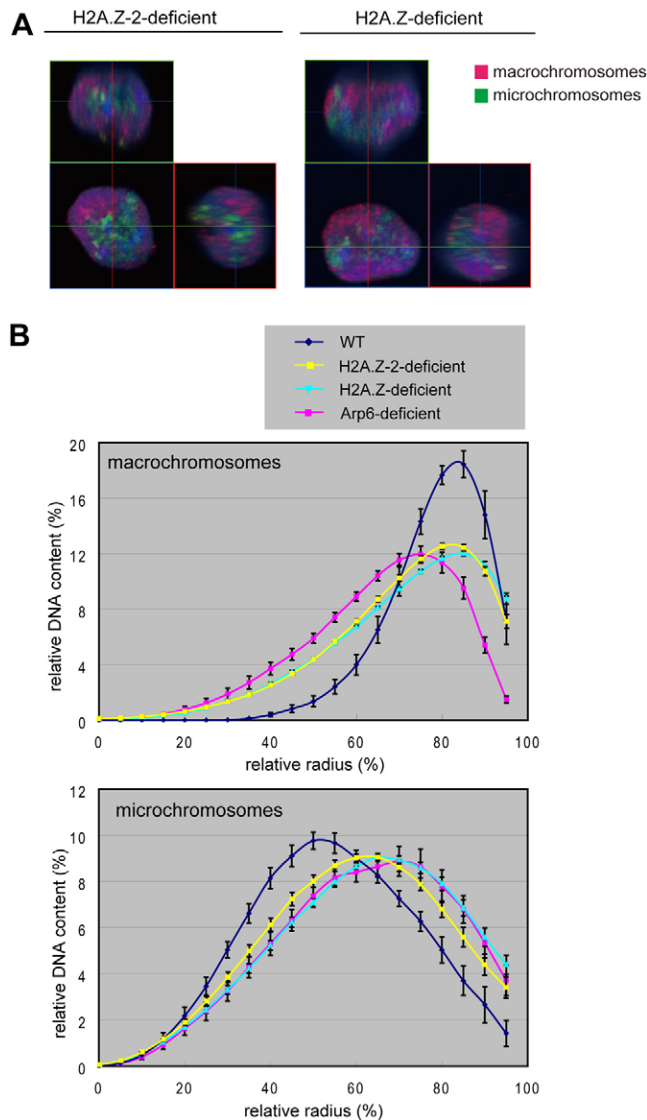 A
H2A.Z-2-deficient
H2A.Z-deficient
macrochromosomes
microchromosomes
B
WT
H2A.Z-2-deficient
H2A.Z-deficient
Arp6-deficient
macrochromosomes
relative DNA content (%)
20
16
12
8
4
0
0 20 40 60 80 100
relative radius (%)
microchromosomes
relative DNA content (%)
12
10
8
6
4
2
0
0 20 40 60 80 100
relative radius (%)